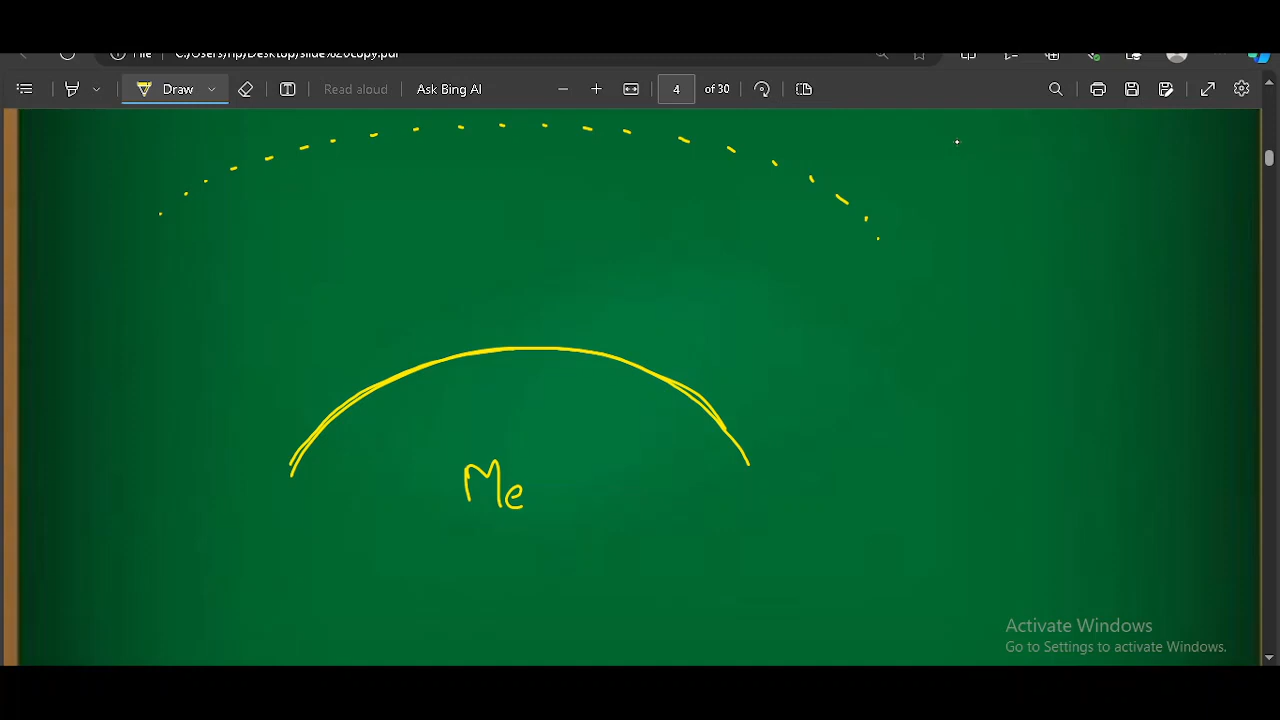 File C:/Users/hp/Desktop/slide%20copy.pdf
Draw Read aloud Ask Bing AI 4 of 30
Me
Activate Windows
Go to Settings to activate Windows.